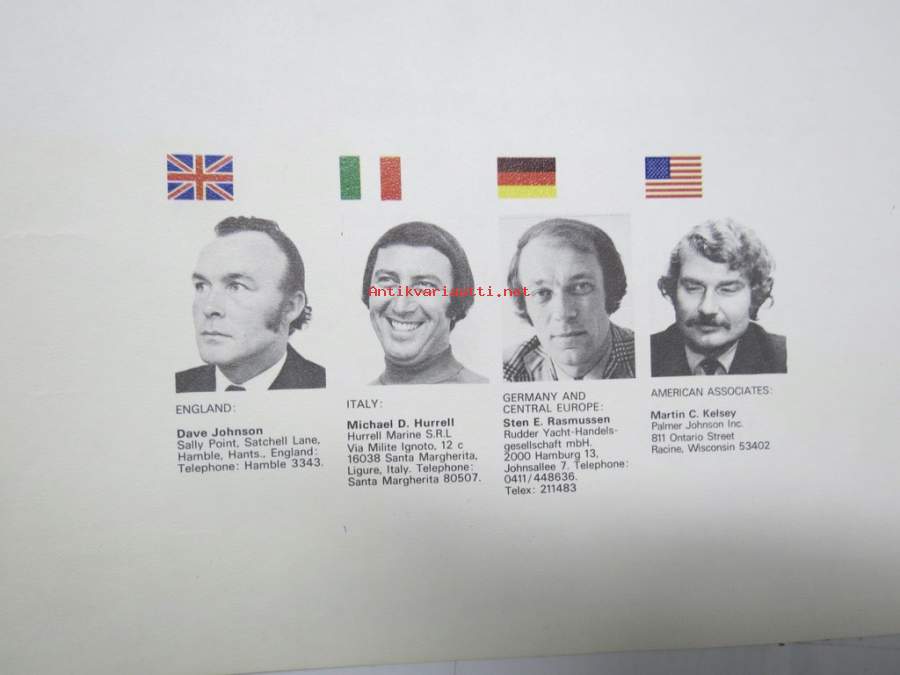 Antikvariaatti.net
ENGLAND:
Dave Johnson
Sally Point, Satchell Lane,
Hamble, Hants., England:
Telephone: Hamble 3343.
ITALY:
Michael D. Hurrell
Hurrell Marine S.R.L
Via Milite Ignoto, 12 c
16038 Santa Margherita,
Ligure, Italy. Telephone:
Santa Margherita 80507.
GERMANY AND
CENTRAL EUROPE:
Sten E. Rasmussen
Rudder Yacht-Handels-
gesellschaft mbH.
2000 Hamburg 13,
Johnsallee 7. Telephone:
0411/448636.
Telex: 211483
AMERICAN ASSOCIATES:
Martin C. Kelsey
Palmer Johnson Inc.
811 Ontario Street
Racine, Wisconsin 53402